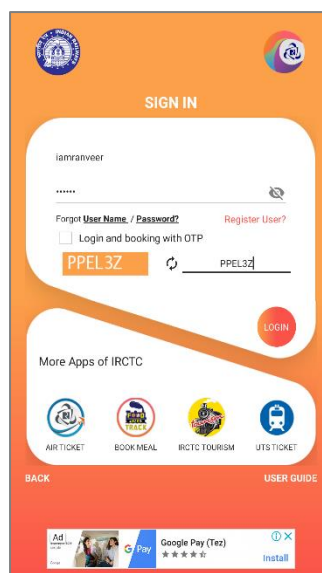 SIGN IN
iamranveer
••••••
Forgot User Name / Password?
Register User?
Login and booking with OTP
PPEL3Z
PPEL3Z
LOGIN
More Apps of IRCTC
AIR TICKET
BOOK MEAL
IRCTC TOURISM
UTS TICKET
BACK
USER GUIDE
Ad
G Pay
Google Pay (Tez)
Install